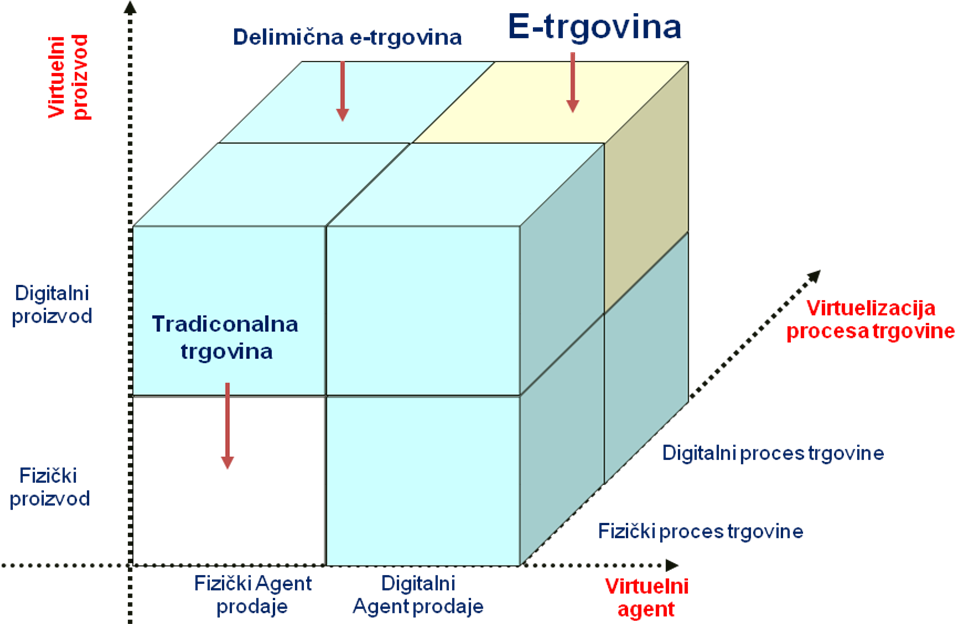 E-trgovina
Delimična e-trgovina
Virtuelni
proizvod
Digitalni
proizvod
Tradiconalna
trgovina
Virtuelizacija
procesa trgovine
Fizički
proizvod
Digitalni proces trgovine
Fizički proces trgovine
Fizički Agent
prodaje
Digitalni
Agent prodaje
Virtuelni
agent